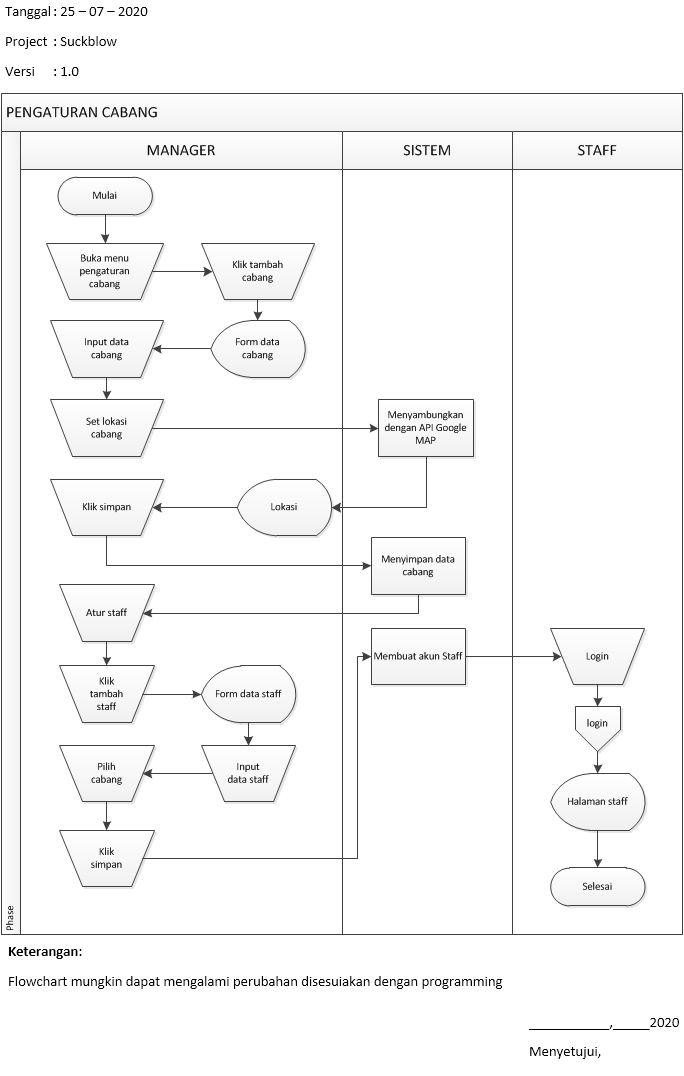 Tanggal : 25 – 07 – 2020
Project : Suckblow
Versi : 1.0
PENGATURAN CABANG
MANAGER
SISTEM
STAFF
Mulai
Buka menu
pengaturan
cabang
Klik tambah
cabang
Input data
cabang
Form data
cabang
Set lokasi
cabang
Menyambungkan
dengan API Google
MAP
Klik simpan
Lokasi
Menyimpan data
cabang
Atur staff
Membuat akun Staff
Login
Klik
tambah
staff
Form data staff
login
Pilih
cabang
Input
data staff
Halaman staff
Klik
simpan
Selesai
Phase
Keterangan:
Flowchart mungkin dapat mengalami perubahan disesuiakan dengan programming
___________,_____2020
Menyetujui,